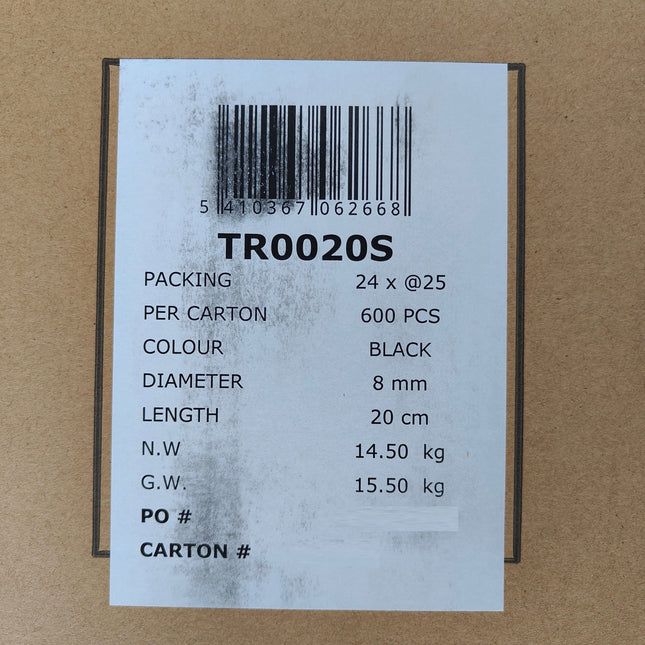 5 410367 062668
TR0020S
PACKING 24 x @25
PER CARTON 600 PCS
COLOUR BLACK
DIAMETER 8 mm
LENGTH 20 cm
N.W 14.50 kg
G.W. 15.50 kg
PO #
CARTON #